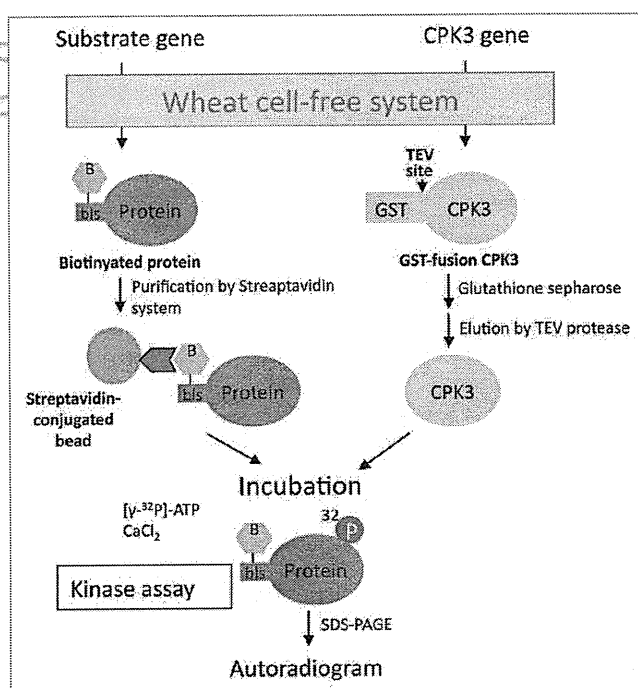 Substrate gene
CPK3 gene
Wheat cell-free system
B
bls Protein
Biotinyated protein
Purification by Streaptavidin
system
TEV
site
GST CPK3
GST-fusion CPK3
Glutathione sepharose
Elution by TEV protease
B
bls Protein
Streptavidin-
conjugated
bead
CPK3
Incubation
[γ-³²P]-ATP
CaCl₂
32
P
B
bls Protein
Kinase assay
SDS-PAGE
Autoradiogram